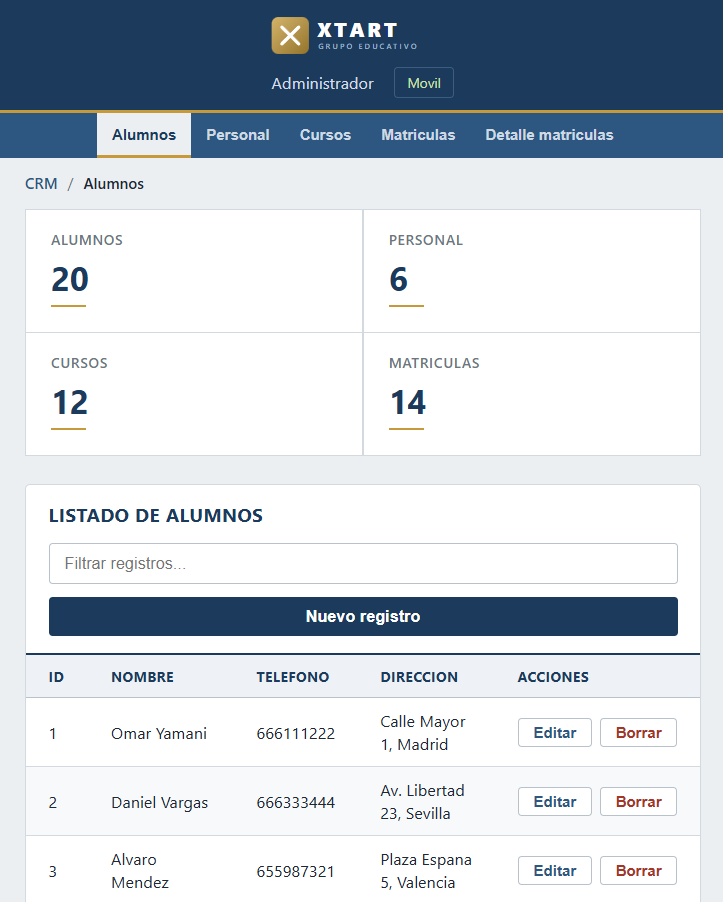 XTART
GRUPO EDUCATIVO
Administrador Movil
Alumnos Personal Cursos Matriculas Detalle matriculas
CRM / Alumnos
ALUMNOS
20
PERSONAL
6
CURSOS
12
MATRICULAS
14
LISTADO DE ALUMNOS
Filtrar registros...
Nuevo registro
ID NOMBRE TELEFONO DIRECCION ACCIONES
1 Omar Yamani 666111222 Calle Mayor
1, Madrid Editar Borrar
2 Daniel Vargas 666333444 Av. Libertad
23, Sevilla Editar Borrar
3 Alvaro
Mendez 655987321 Plaza Espana
5, Valencia Editar Borrar